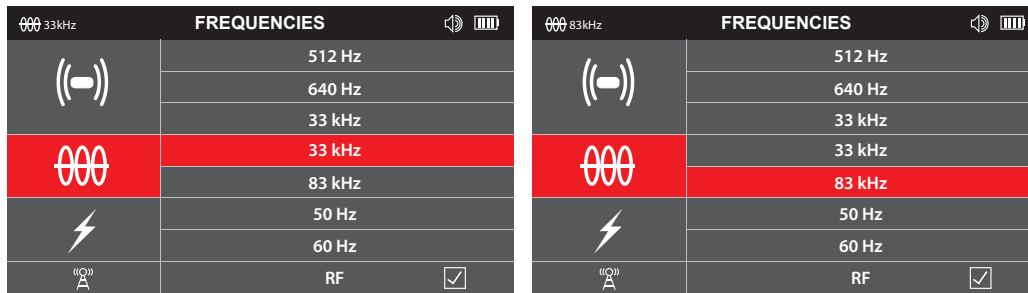 33kHz FREQUENCIES
512 Hz
640 Hz
33 kHz
33 kHz
83 kHz
50 Hz
60 Hz
RF
83kHz FREQUENCIES
512 Hz
640 Hz
33 kHz
33 kHz
83 kHz
50 Hz
60 Hz
RF